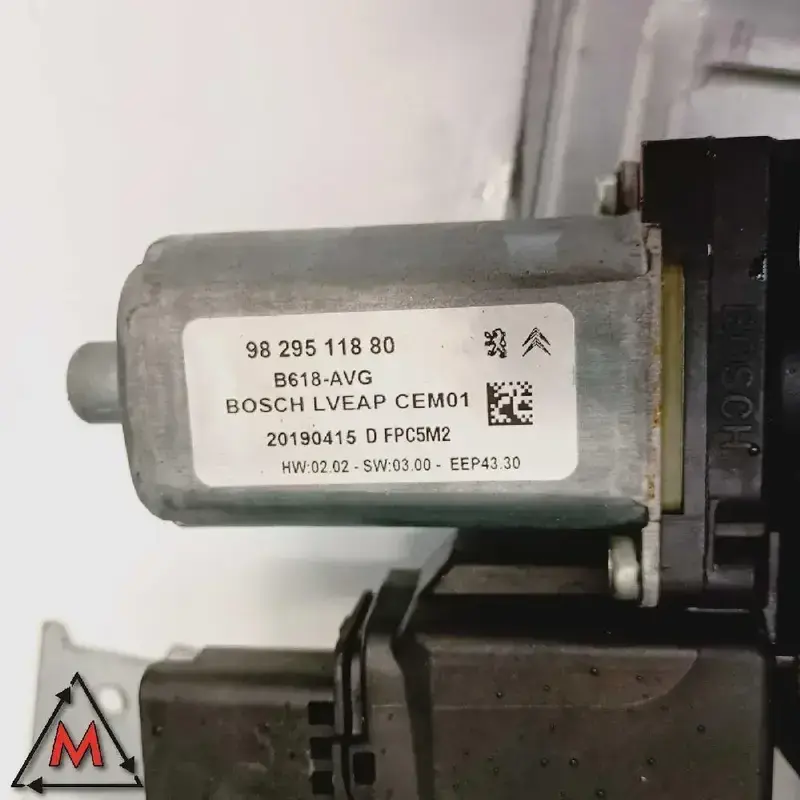 98 295 118 80
B618-AVG
BOSCH LVEAP CEM01
20190415 D FPC5M2
HW:02.02 - SW:03.00 - EEP43.30
BOSCH
M